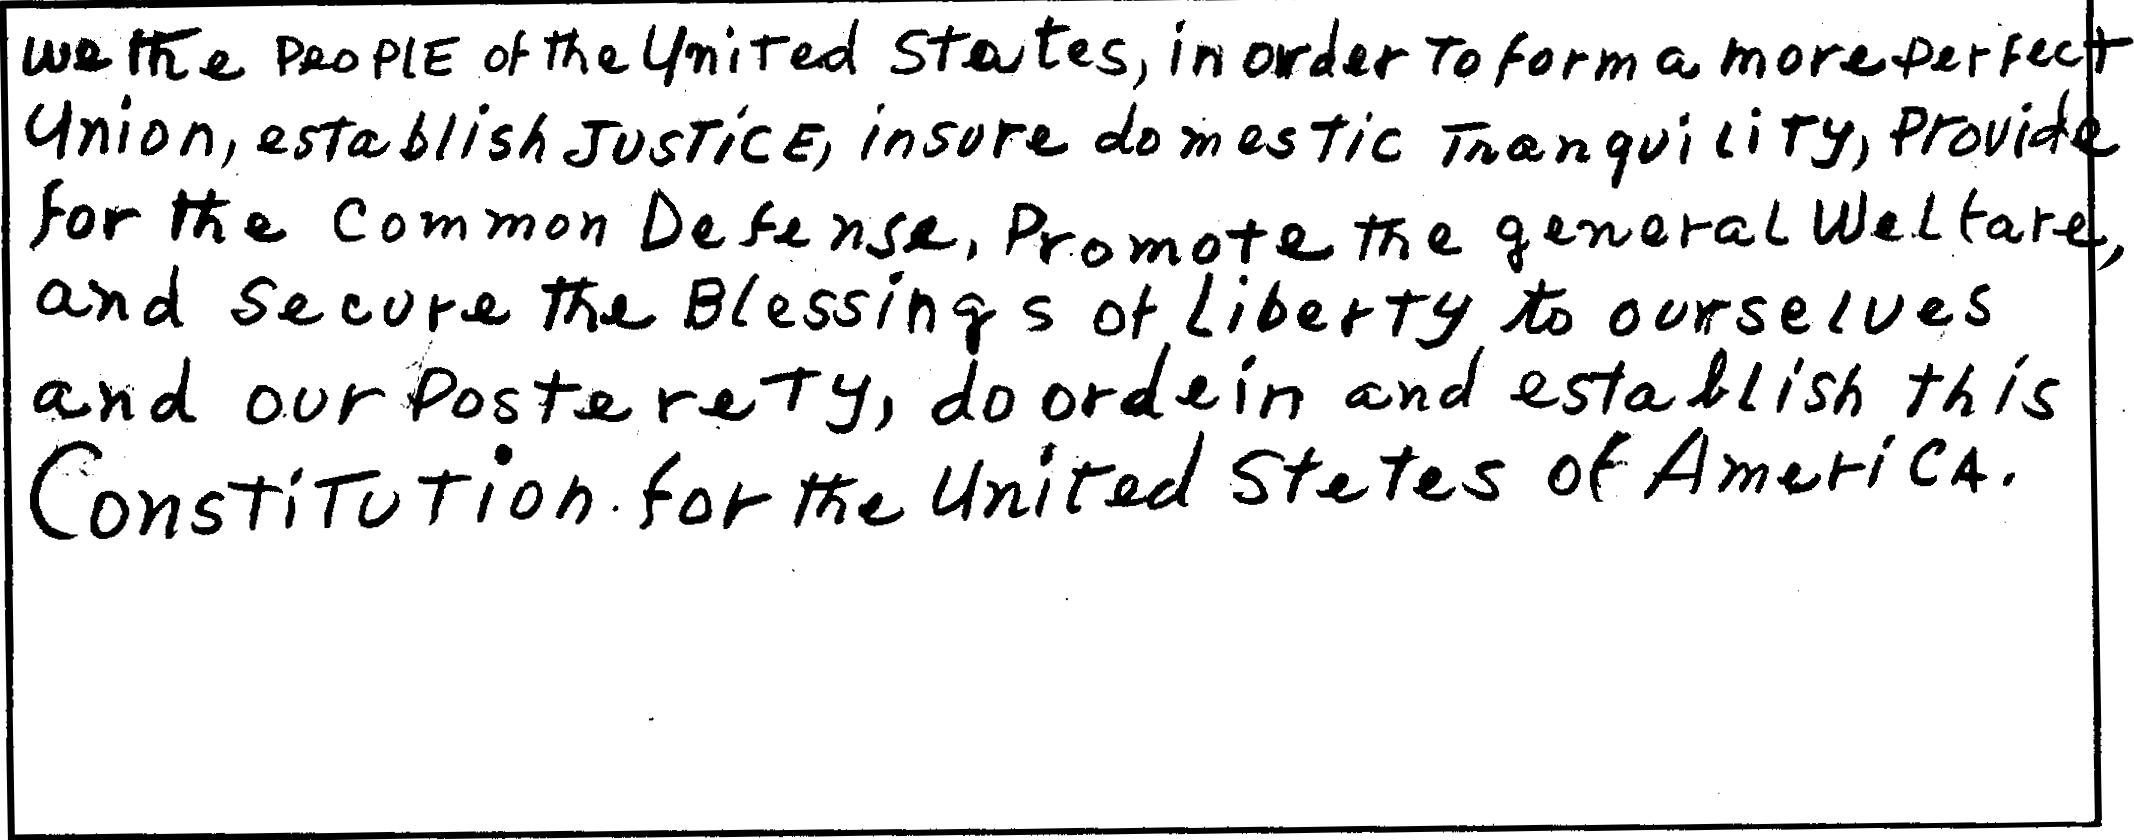 we the PeoPLE of the United States, in order To form a more perfect
Union, establish JUSTICE, insure domestic Tranquility, Provide
for the Common Defense, Promote the general Welfare,
and Secure the Blessings of Liberty to ourselves
and our Posterety, do ordein and establish this
Constitution. for the United Stetes of America.